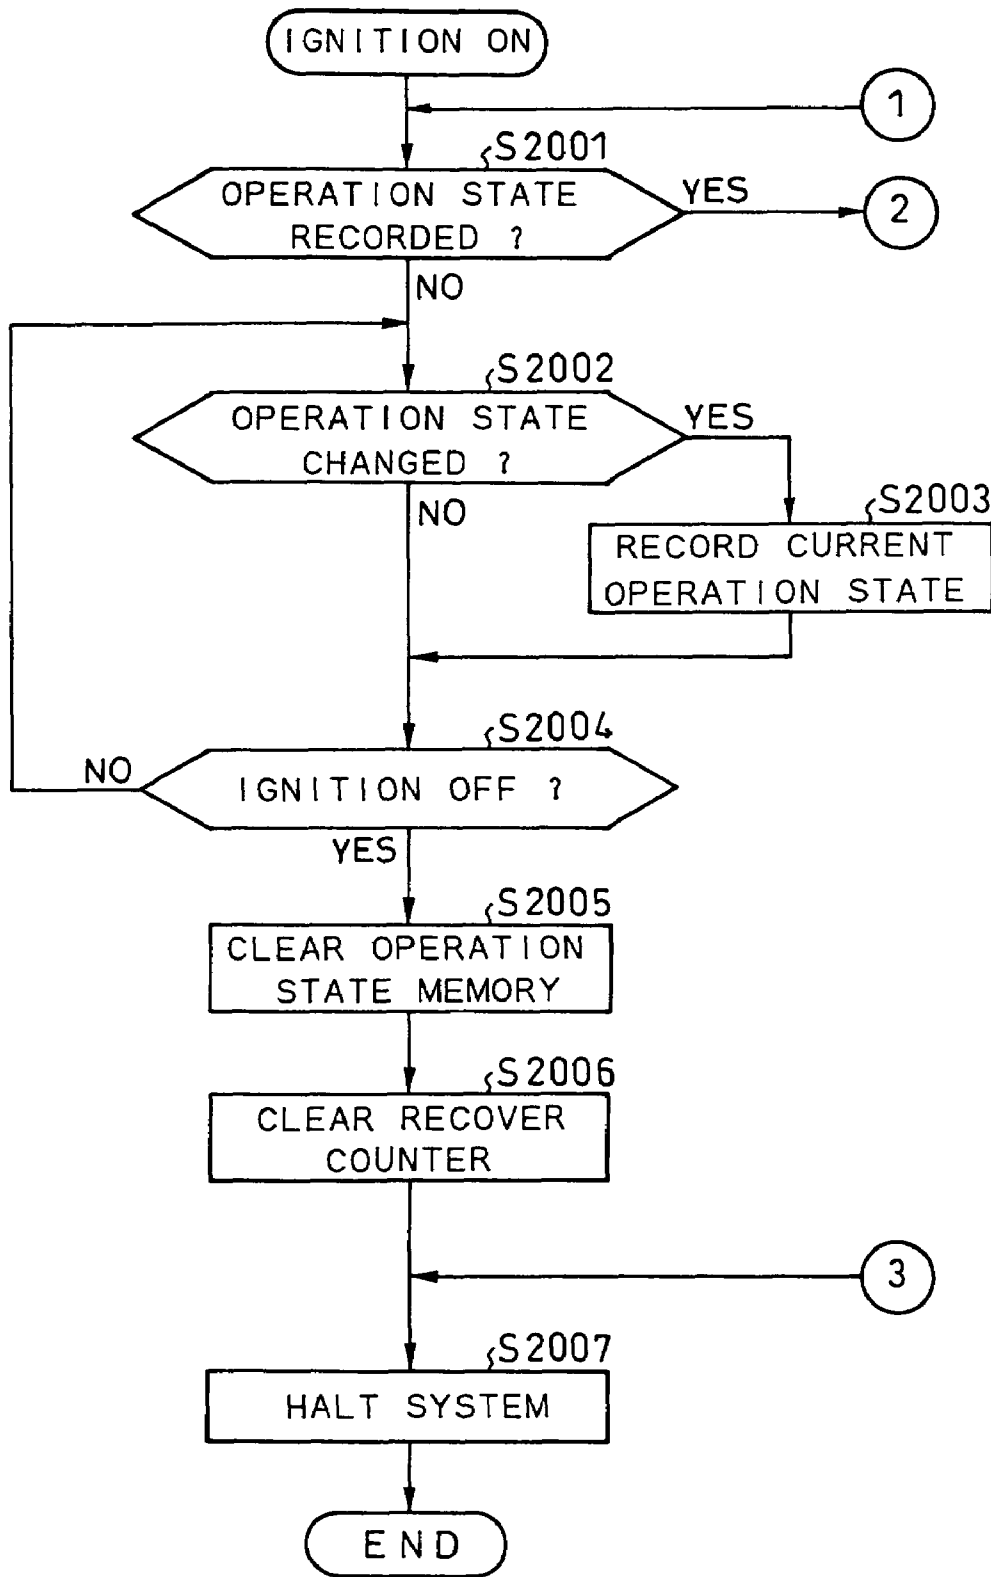 IGNITION ON
1
S2001
OPERATION STATE
RECORDED ?
YES
2
NO
S2002
OPERATION STATE
CHANGED ?
YES
NO
S2003
RECORD CURRENT
OPERATION STATE
S2004
NO
IGNITION OFF ?
YES
S2005
CLEAR OPERATION
STATE MEMORY
S2006
CLEAR RECOVER
COUNTER
3
S2007
HALT SYSTEM
END